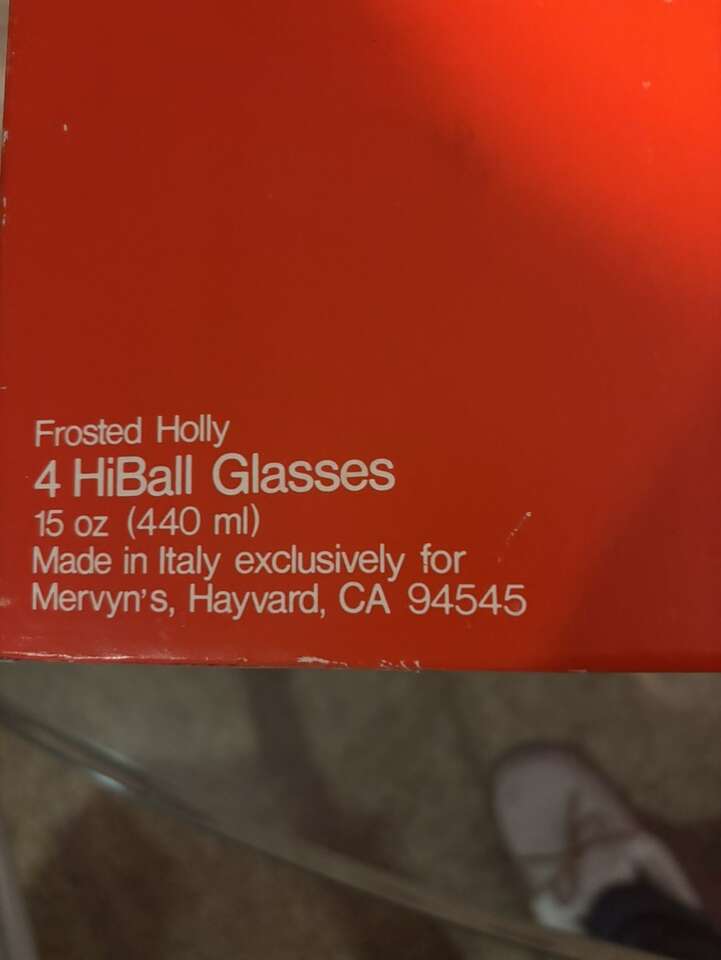 Frosted Holly
4 HiBall Glasses
15 oz (440 ml)
Made in Italy exclusively for
Mervyn's, Hayvard, CA 94545